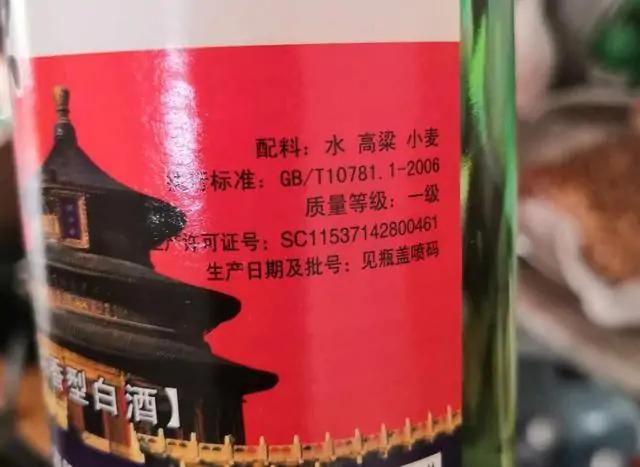 配料：水 高粱 小麦
标准：GB/T10781.1-2006
质量等级：一级
产许可证号：SC11537142800461
生产日期及批号：见瓶盖喷码
香型白酒】